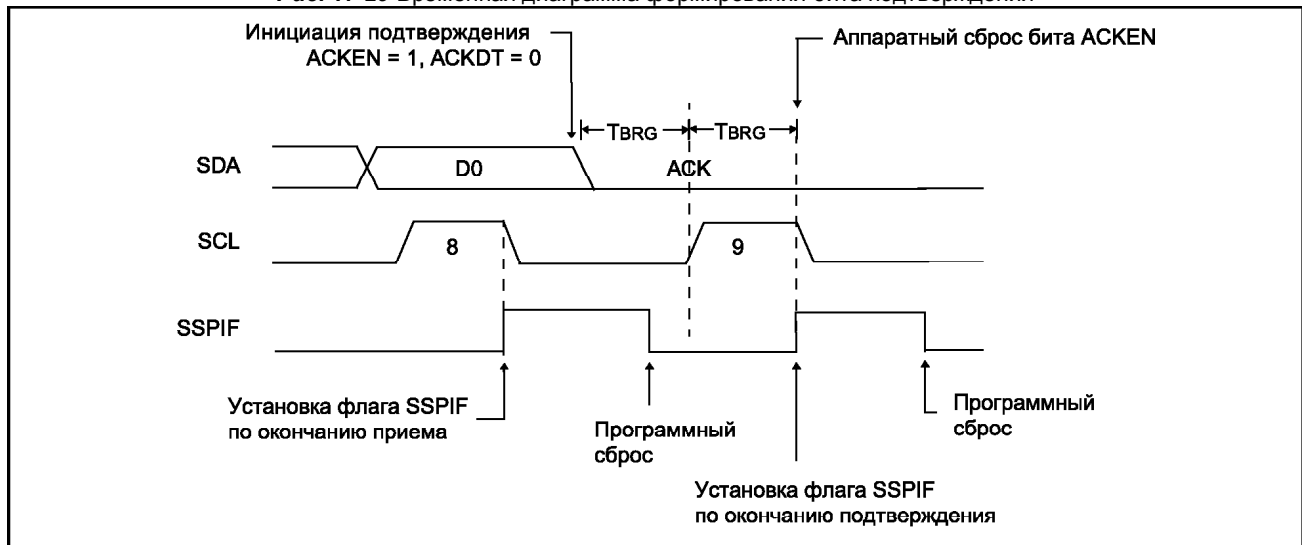 Инициация подтверждения
ACKEN = 1, ACKDT = 0
Аппаратный сброс бита ACKEN
TBRG
TBRG
SDA
D0
ACK
SCL
8
9
SSPIF
Установка флага SSPIF
по окончанию приема
Программный
сброс
Программный
сброс
Установка флага SSPIF
по окончанию подтверждения